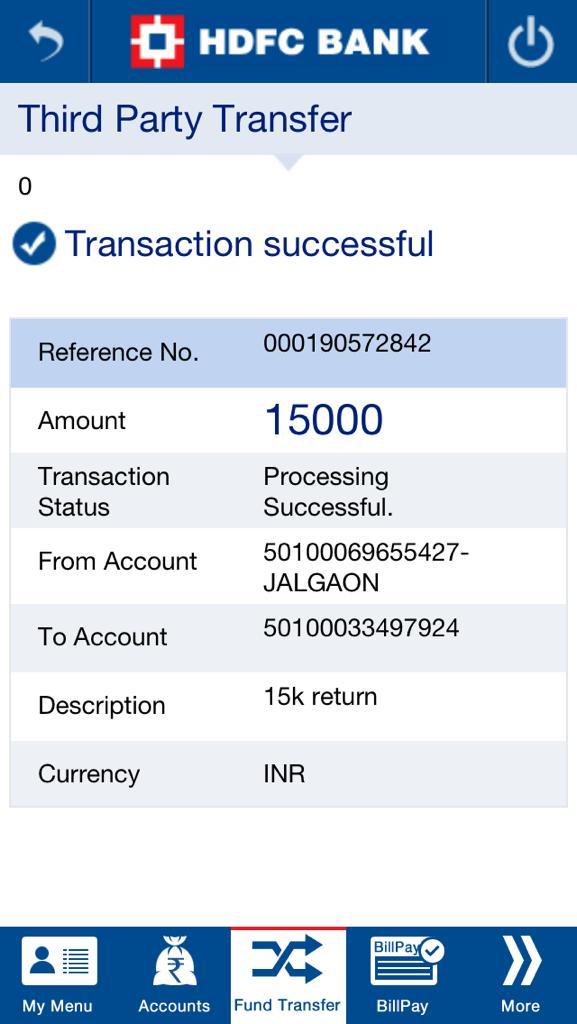 HDFC BANK
Third Party Transfer
0
Transaction successful
Reference No. 000190572842
Amount 15000
Transaction Status Processing Successful.
From Account 50100069655427-JALGAON
To Account 50100033497924
Description 15k return
Currency INR
BillPay
My Menu Accounts Fund Transfer BillPay More